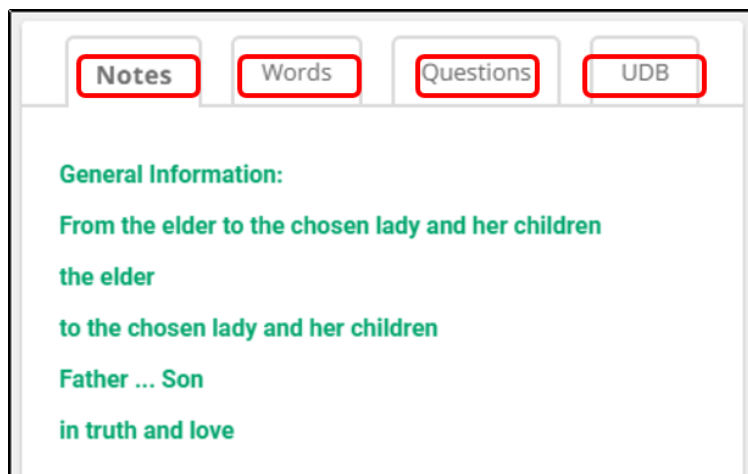 Notes Words Questions UDB
General Information:
From the elder to the chosen lady and her children
the elder
to the chosen lady and her children
Father ... Son
in truth and love